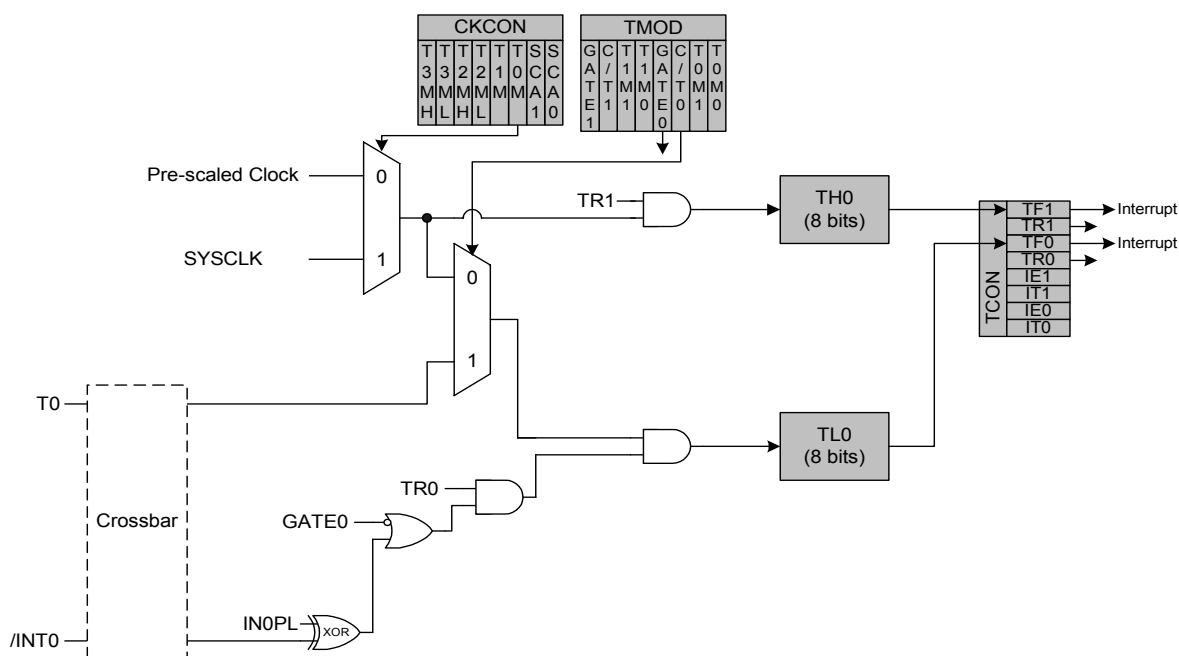 CKCON
T3MH
T3ML
T2MH
T2ML
T1M
T0M
SCA1
SCA0
TMOD
GATE1
C/T1
T1M1
T1M0
GATE0
C/T0
T0M1
T0M0
Pre-scaled Clock
0
SYSCLK
1
TR1
TH0
(8 bits)
TCON
TF1
TR1
TF0
TR0
IE1
IT1
IE0
IT0
Interrupt
Interrupt
0
1
T0
TL0
(8 bits)
TR0
GATE0
Crossbar
IN0PL
XOR
/INT0